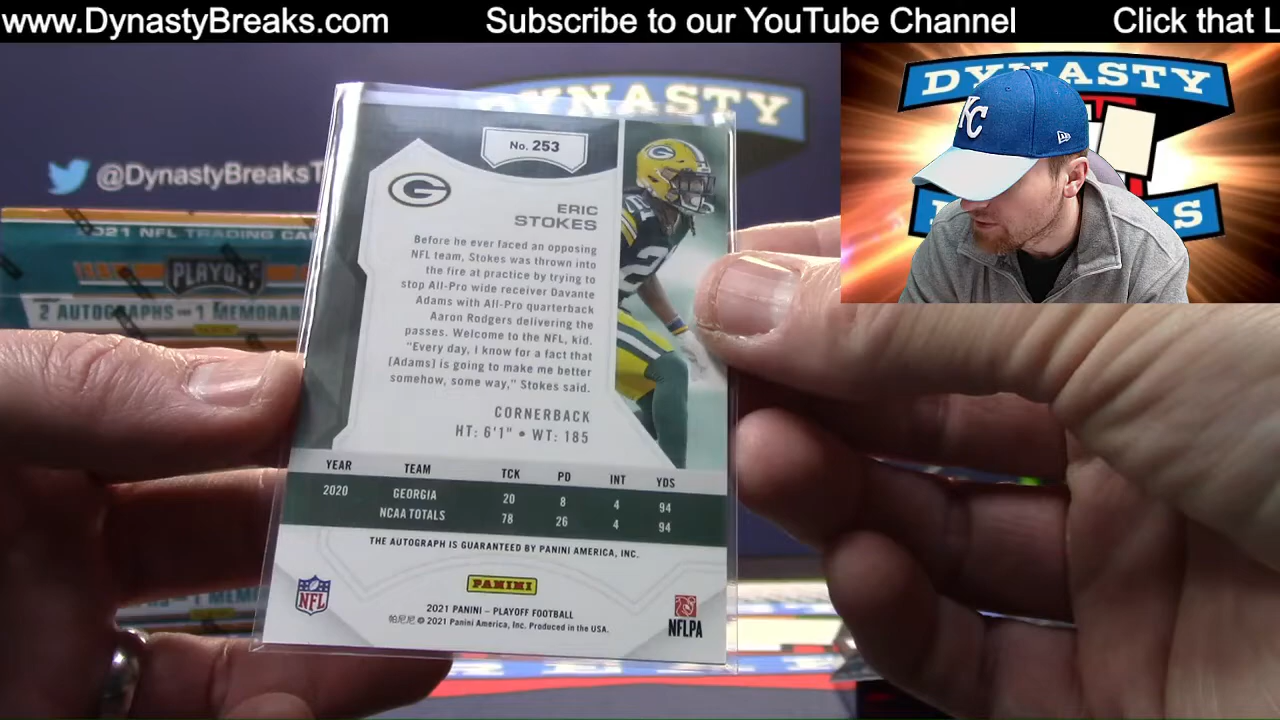 www.DynastyBreaks.com Subscribe to our YouTube Channel Click that L
DYNASTY
@DynastyBreaksT
2021 NFL TRADING CA
PLAYOFF
2 AUTOGRAPHS 1 MEMORAB
DYNASTY
S
KC
No. 253
G
ERIC
STOKES
Before he ever faced an opposing
NFL team, Stokes was thrown into
the fire at practice by trying to
stop All-Pro wide receiver Davante
Adams with All-Pro quarterback
Aaron Rodgers delivering the
passes. Welcome to the NFL, kid.
"Every day, I know for a fact that
[Adams] is going to make me better
somehow, some way," Stokes said.
CORNERBACK
HT: 6'1" • WT: 185
YEAR TEAM TCK PD INT YDS
2020 GEORGIA 20 8 4 94
NCAA TOTALS 78 26 4 94
THE AUTOGRAPH IS GUARANTEED BY PANINI AMERICA, INC.
PANINI
NFL
2021 PANINI – PLAYOFF FOOTBALL
帕尼尼 © 2021 Panini America, Inc. Produced in the USA.
NFLPA